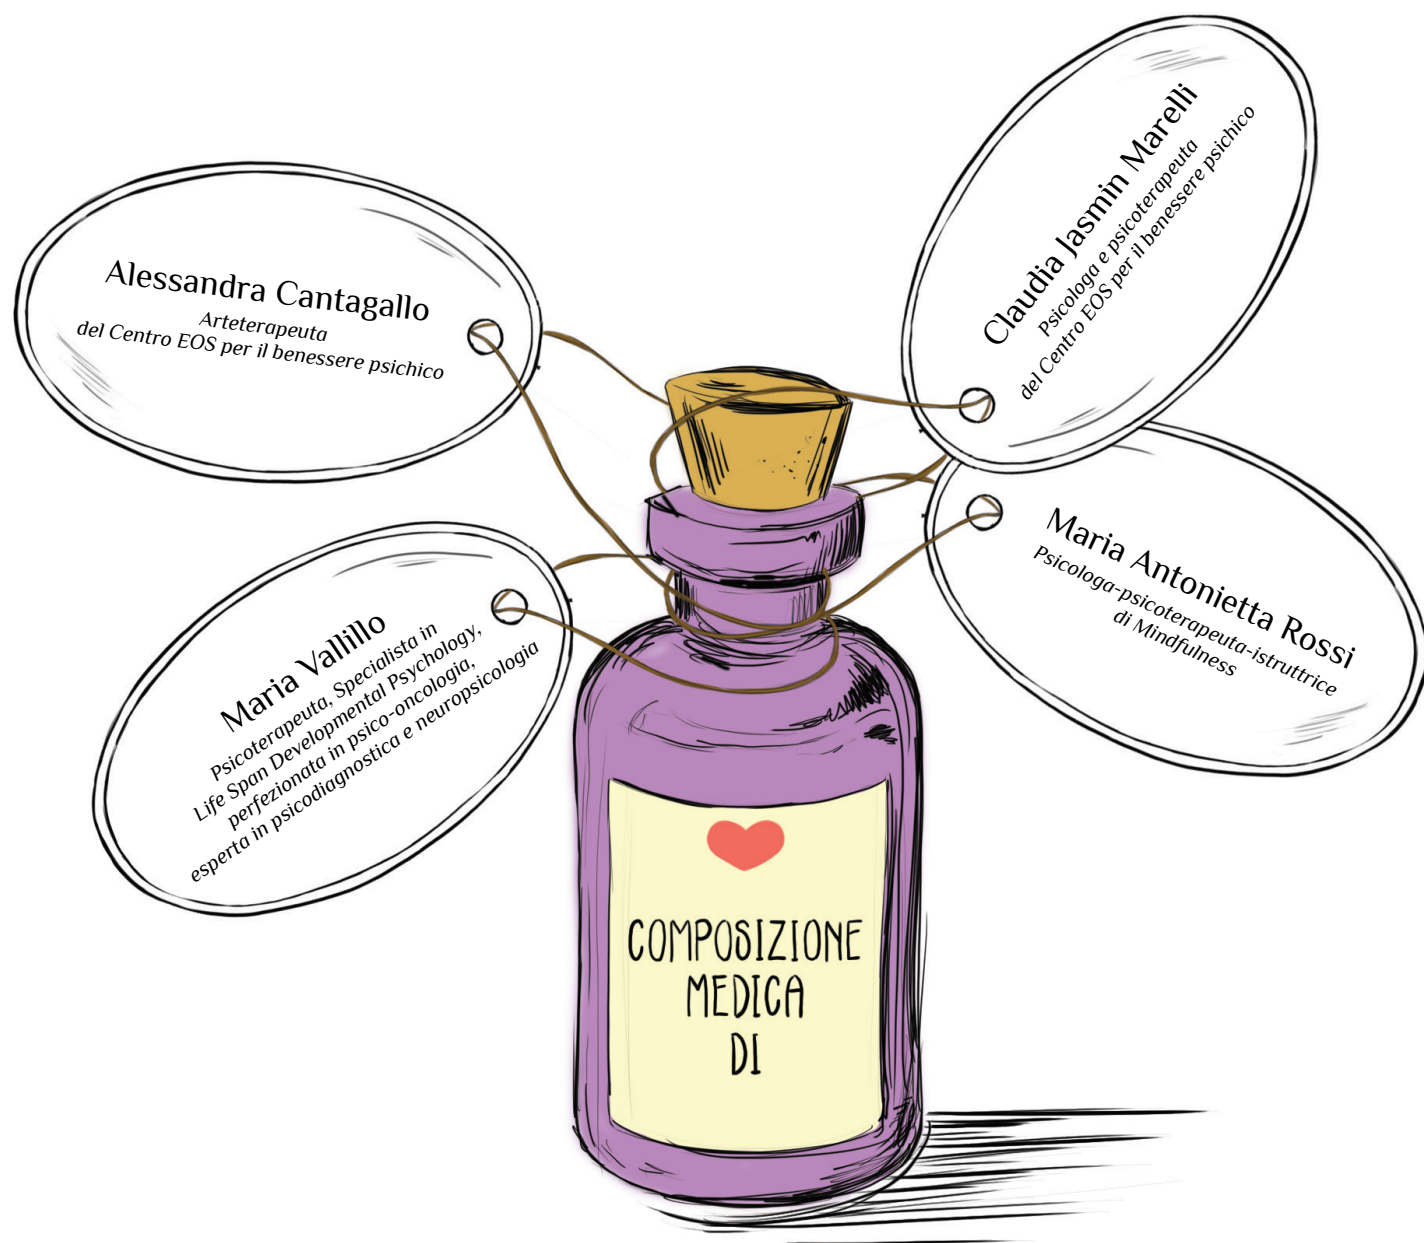 Alessandra Cantagallo
Arteterapeuta
del Centro EOS per il benessere psichico
Claudia Jasmin Marelli
Psicologa e psicoterapeuta
del Centro EOS per il benessere psichico
Maria Vallillo
Psicoterapeuta, Specialista in
Life Span Developmental Psychology,
perfezionata in psico-oncologia,
esperta in psicodiagnostica e neuropsicologia
Maria Antonietta Rossi
Psicologa-psicoterapeuta-istruttrice
di Mindfulness
COMPOSIZIONE
MEDICA
DI